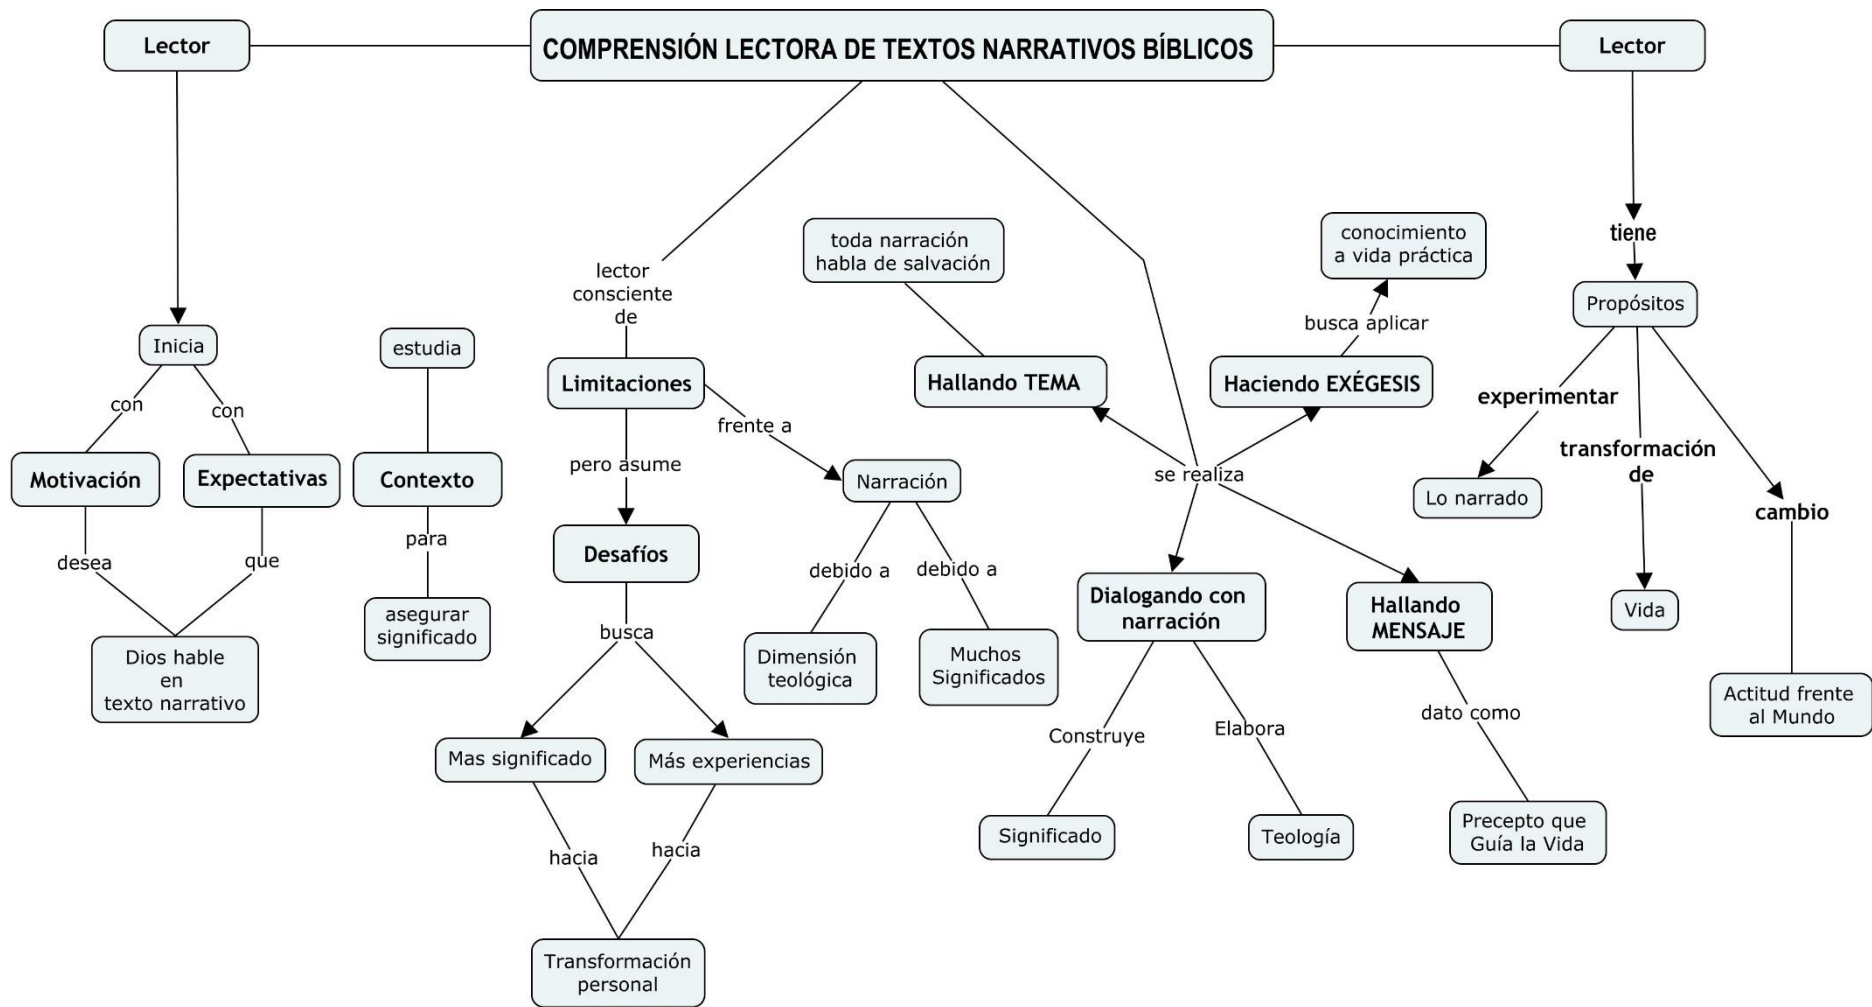 Lector
COMPRENSIÓN LECTORA DE TEXTOS NARRATIVOS BÍBLICOS
Lector
Inicia
con
con
Motivación
Expectativas
desea
que
Dios hable
en
texto narrativo
estudia
Contexto
para
asegurar
significado
lector
consciente
de
Limitaciones
pero asume
frente a
Desafíos
busca
Mas significado
Más experiencias
hacia
hacia
Transformación
personal
Narración
debido a
debido a
Dimensión
teológica
Muchos
Significados
se realiza
toda narración
habla de salvación
Hallando TEMA
conocimiento
a vida práctica
busca aplicar
Haciendo EXÉGESIS
Dialogando con
narración
Construye
Elabora
Significado
Teología
Hallando
MENSAJE
dato como
Precepto que
Guía la Vida
tiene
Propósitos
experimentar
Lo narrado
transformación
de
Vida
cambio
Actitud frente
al Mundo